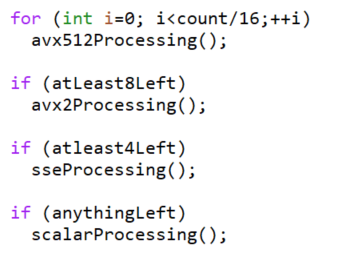 for (int i=0; i<count/16;++i)
avx512Processing();
if (atLeast8Left)
avx2Processing();
if (atleast4Left)
sseProcessing();
if (anythingLeft)
scalarProcessing();